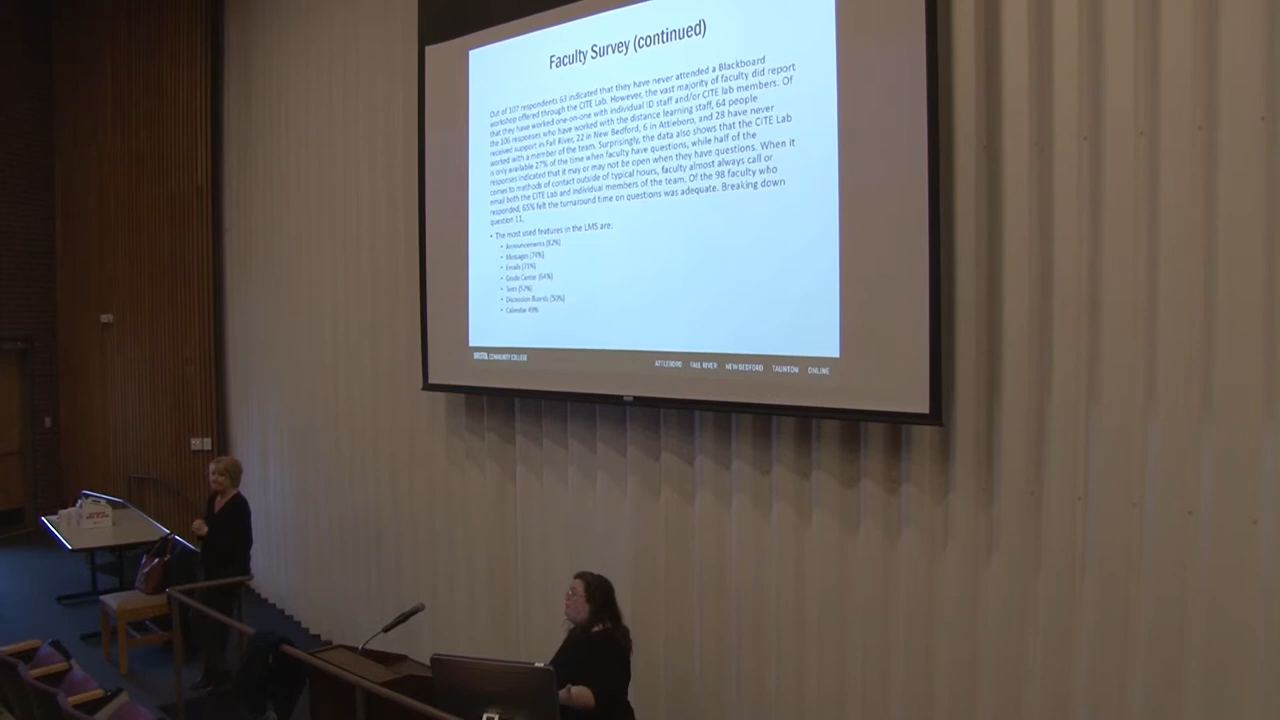 Faculty Survey (continued)
Out of 107 respondents 63 indicated that they have never attended a Blackboard
workshop offered through the CITE Lab. However, the vast majority of faculty did report
that they have worked one-on-one with individual ID staff and/or CITE lab members. Of
the 106 responses who have worked with the distance learning staff, 64 people
received support in Fall River, 22 in New Bedford, 6 in Attleboro, and 28 have never
worked with a member of the team. Surprisingly, the data also shows that the CITE Lab
is only available 27% of the time when faculty have questions, while half of the
responses indicated that it may or may not be open when they have questions. When it
comes to methods of contact outside of typical hours, faculty almost always call or
email both the CITE Lab and individual members of the team. Of the 98 faculty who
responded, 65% felt the turnaround time on questions was adequate. Breaking down
question 11.
• The most used features in the LMS are:
• Announcements (82%)
• Messages (74%)
• Emails (71%)
• Grade Center (64%)
• Tests (52%)
• Discussion Boards (50%)
• Calendar 49%
BRISTOL COMMUNITY COLLEGE
ATTLEBORO FALL RIVER NEW BEDFORD TAUNTON ONLINE